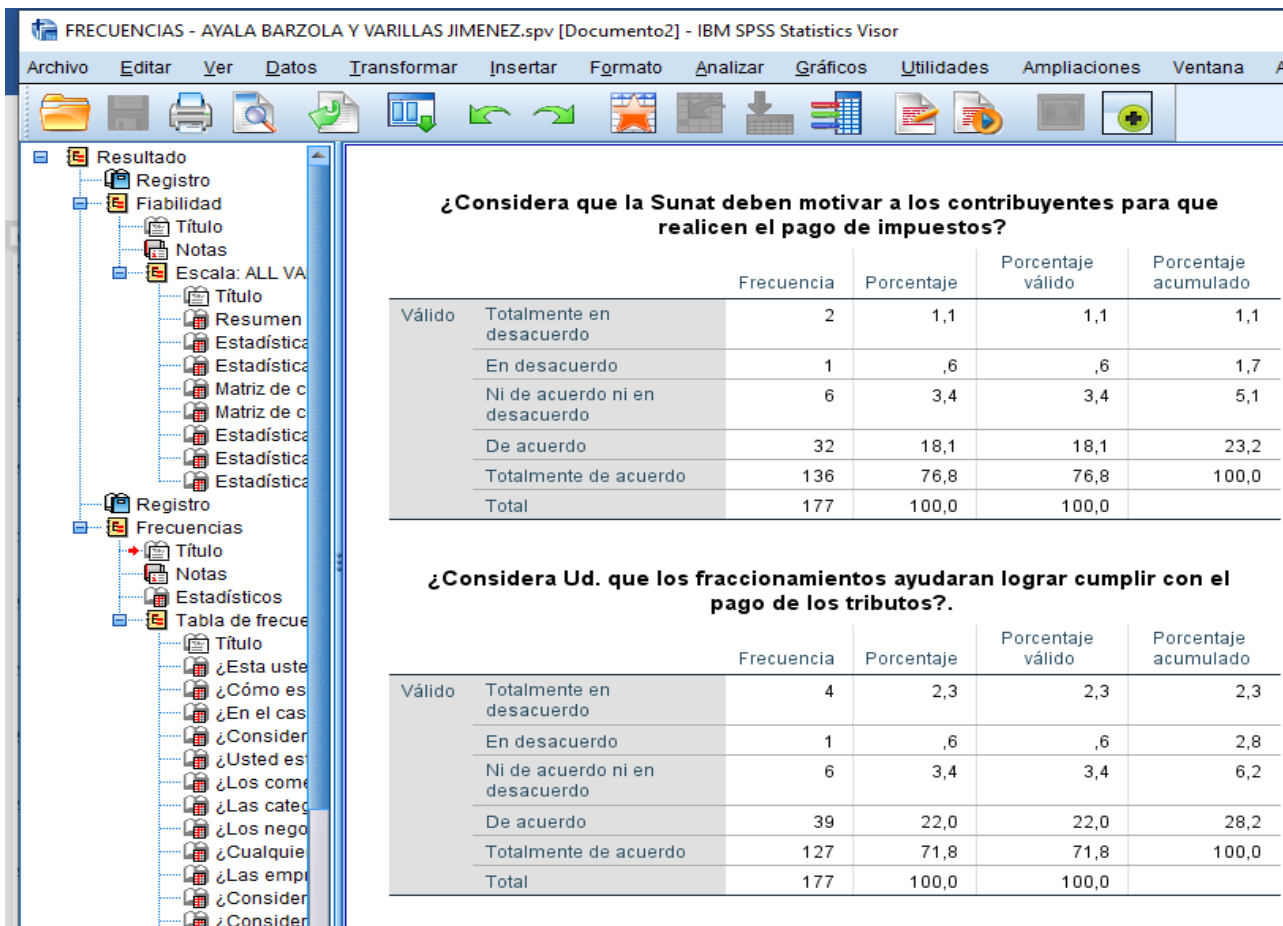 FRECUENCIAS - AYALA BARZOLA Y VARILLAS JIMENEZ.spv [Documento2] - IBM SPSS Statistics Visor
Archivo Editar Ver Datos Transformar Insertar Formato Analizar Gráficos Utilidades Ampliaciones Ventana A
Resultado
Registro
Fiabilidad
Título
Notas
Escala: ALL VA
Título
Resumen
Estadística
Estadística
Matriz de c
Matriz de c
Estadística
Estadística
Estadística
Registro
Frecuencias
Título
Notas
Estadísticos
Tabla de frecue
Título
¿Esta uste
¿Cómo es
¿En el cas
¿Consider
¿Usted est
¿Los come
¿Las categ
¿Los nego
¿Cualquie
¿Las empr
¿Consider
¿Consider
¿Considera que la Sunat deben motivar a los contribuyentes para que
realicen el pago de impuestos?
Frecuencia Porcentaje Porcentaje válido Porcentaje acumulado
Válido Totalmente en desacuerdo 2 1,1 1,1 1,1
En desacuerdo 1 ,6 ,6 1,7
Ni de acuerdo ni en desacuerdo 6 3,4 3,4 5,1
De acuerdo 32 18,1 18,1 23,2
Totalmente de acuerdo 136 76,8 76,8 100,0
Total 177 100,0 100,0
¿Considera Ud. que los fraccionamientos ayudaran lograr cumplir con el
pago de los tributos?.
Frecuencia Porcentaje Porcentaje válido Porcentaje acumulado
Válido Totalmente en desacuerdo 4 2,3 2,3 2,3
En desacuerdo 1 ,6 ,6 2,8
Ni de acuerdo ni en desacuerdo 6 3,4 3,4 6,2
De acuerdo 39 22,0 22,0 28,2
Totalmente de acuerdo 127 71,8 71,8 100,0
Total 177 100,0 100,0